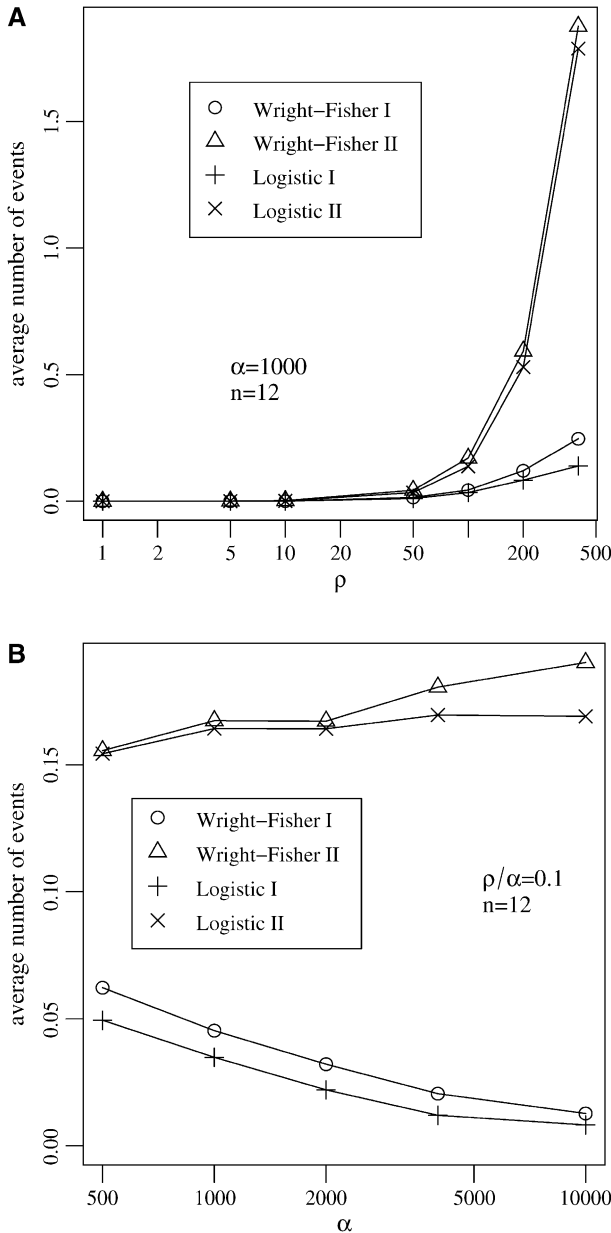 A
average number of events
1.5
1.0
0.5
0.0
Wright–Fisher I
Wright–Fisher II
Logistic I
Logistic II
α=1000
n=12
1 2 5 10 20 50 200 500
ρ
B
average number of events
0.15
0.10
0.05
0.00
Wright–Fisher I
Wright–Fisher II
Logistic I
Logistic II
ρ/α=0.1
n=12
500 1000 2000 5000 10000
α